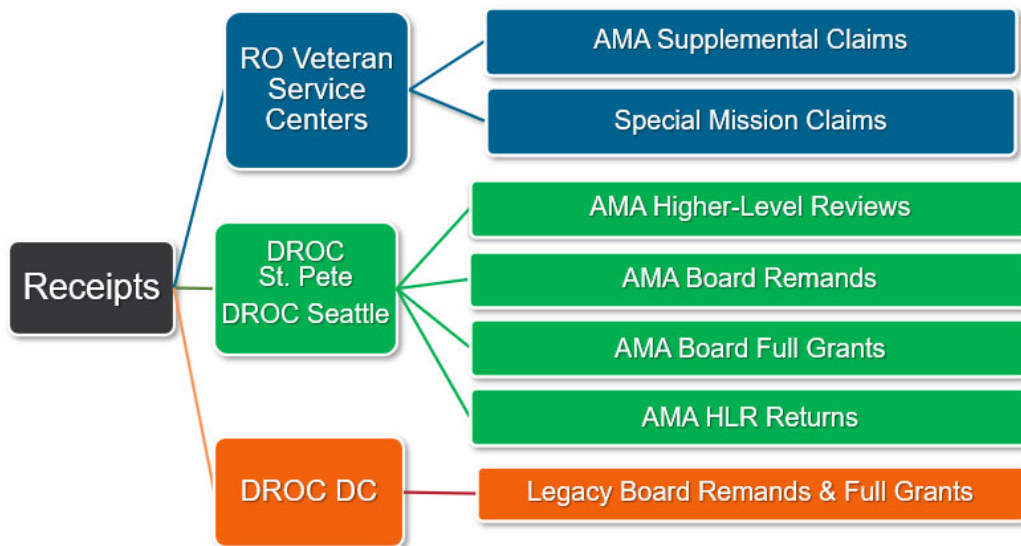 Receipts
RO Veteran
Service
Centers
AMA Supplemental Claims
Special Mission Claims
DROC
St. Pete
DROC Seattle
AMA Higher-Level Reviews
AMA Board Remands
AMA Board Full Grants
AMA HLR Returns
DROC DC
Legacy Board Remands & Full Grants